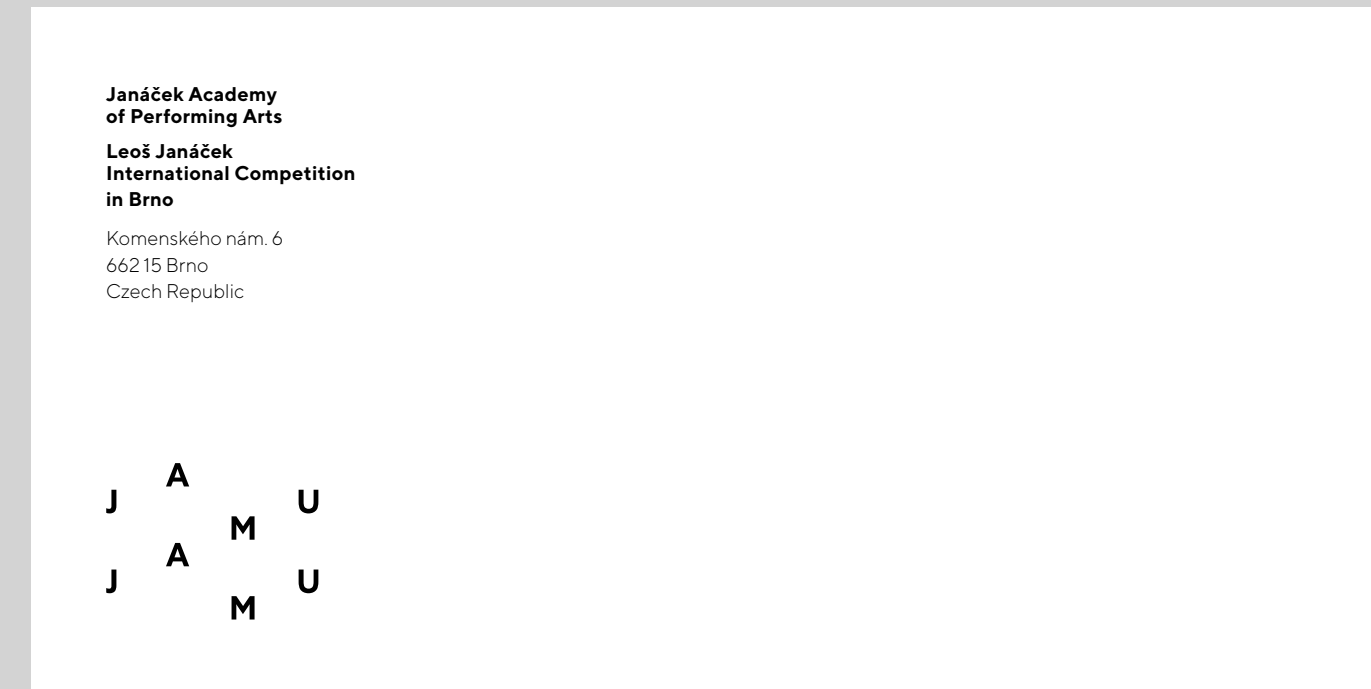 Janáček Academy
of Performing Arts
Leoš Janáček
International Competition
in Brno
Komenského nám. 6
662 15 Brno
Czech Republic
J A M U
J A M U